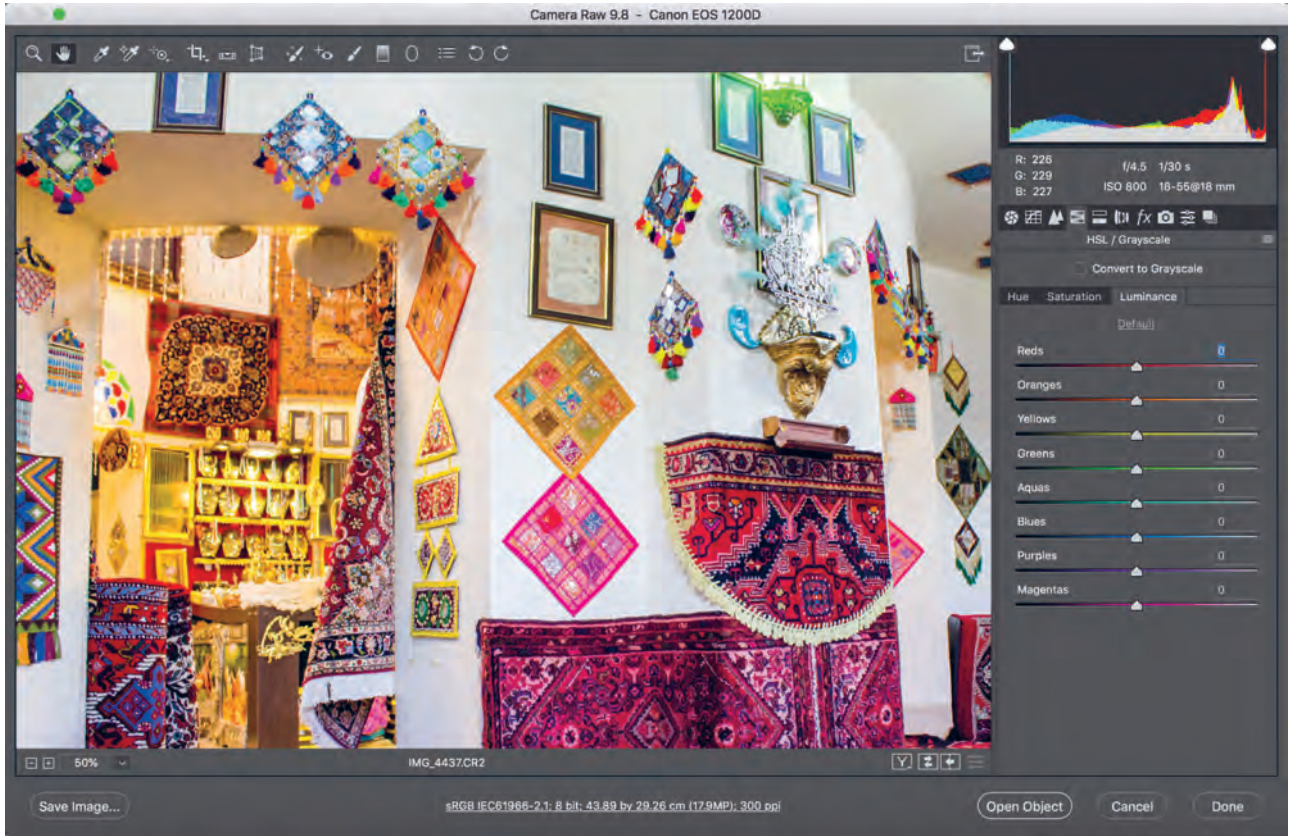 Camera Raw 9.8 - Canon EOS 1200D
R: 226
G: 229
B: 227
f/4.5 1/30 s
ISO 800 18-55@18 mm
fx
HSL / Grayscale
Convert to Grayscale
Hue Saturation Luminance
Default
Reds 0
Oranges 0
Yellows 0
Greens 0
Aquas 0
Blues 0
Purples 0
Magentas 0
50%
IMG_4437.CR2
Y
Save Image...
sRGB IEC61966-2.1; 8 bit; 43.89 by 29.26 cm (17.9MP); 300 ppi
Open Object
Cancel
Done